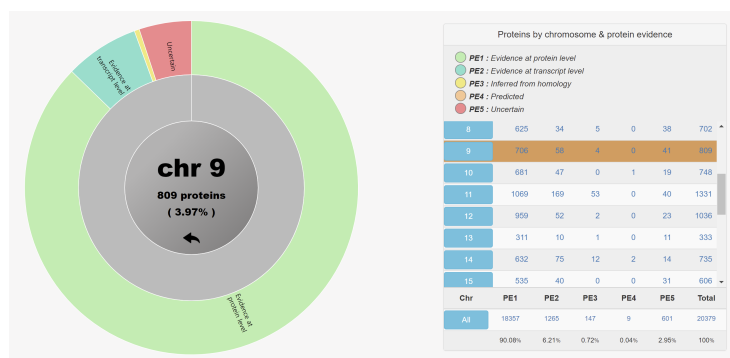 Uncertain
Evidence at
transcript level
chr 9
809 proteins
( 3.97% )
Evidence at
protein level
Proteins by chromosome & protein evidence
PE1 : Evidence at protein level
PE2 : Evidence at transcript level
PE3 : Inferred from homology
PE4 : Predicted
PE5 : Uncertain
8 625 34 5 0 38 702
9 706 58 4 0 41 809
10 681 47 0 1 19 748
11 1069 169 53 0 40 1331
12 959 52 2 0 23 1036
13 311 10 1 0 11 333
14 632 75 12 2 14 735
15 535 40 0 0 31 606
Chr PE1 PE2 PE3 PE4 PE5 Total
All 18357 1265 147 9 601 20379
90.08% 6.21% 0.72% 0.04% 2.95% 100%